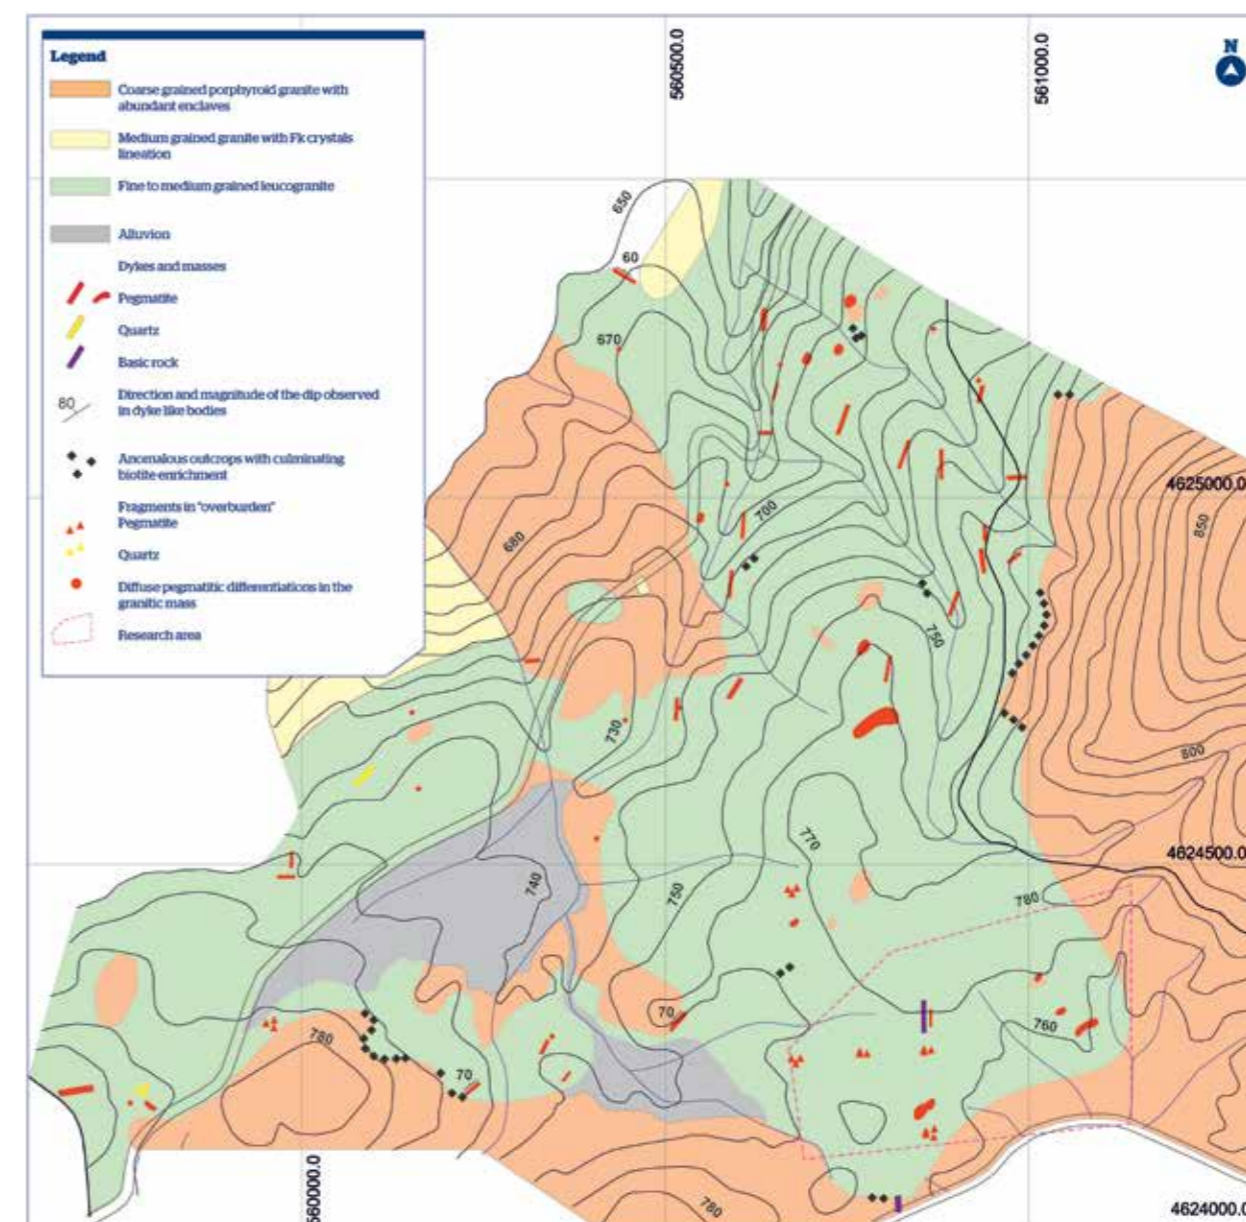 Legend
Coarse grained porphyroid granite with
abundant enclaves
Medium grained granite with Fk crystals
lineation
Fine to medium grained leucogranite
Alluvion
Dykes and masses
Pegmatite
Quartz
Basic rock
80
Direction and magnitude of the dip observed
in dyke like bodies
Anomalous outcrops with culminating
biotite enrichment
Fragments in "overburden"
Pegmatite
Quartz
Diffuse pegmatitic differentiations in the
granitic mass
Research area
560500.0
561000.0
N
650
60
670
4625000.0
700
850
680
750
730
800
770
4624500.0
740
750
780
70
760
780
70
560000.0
780
4624000.0